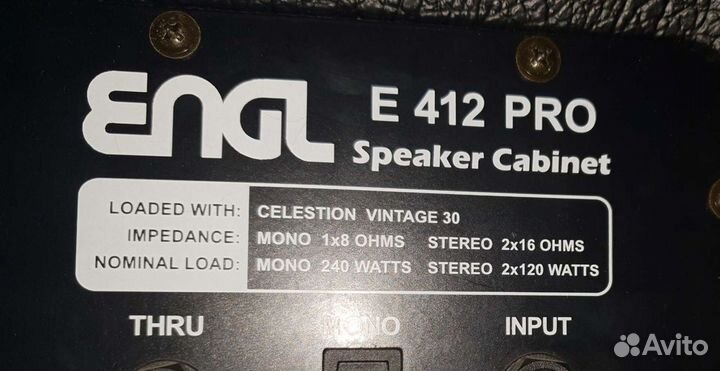 ENGL E 412 PRO
Speaker Cabinet
LOADED WITH: CELESTION VINTAGE 30
IMPEDANCE: MONO 1x8 OHMS STEREO 2x16 OHMS
NOMINAL LOAD: MONO 240 WATTS STEREO 2x120 WATTS
THRU MONO INPUT
Avito